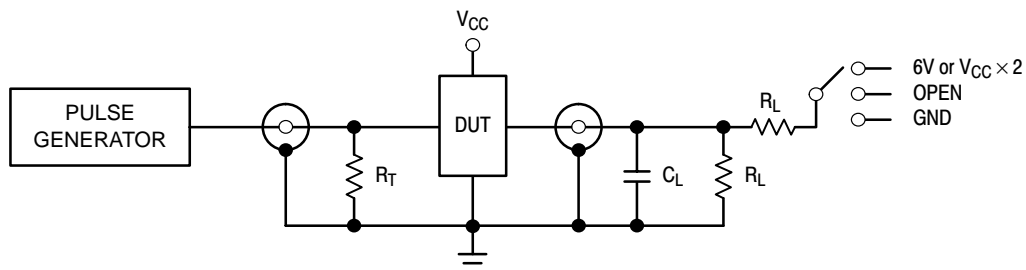 V_CC
PULSE
GENERATOR
R_T
DUT
C_L
R_L
R_L
6V or V_CC × 2
OPEN
GND